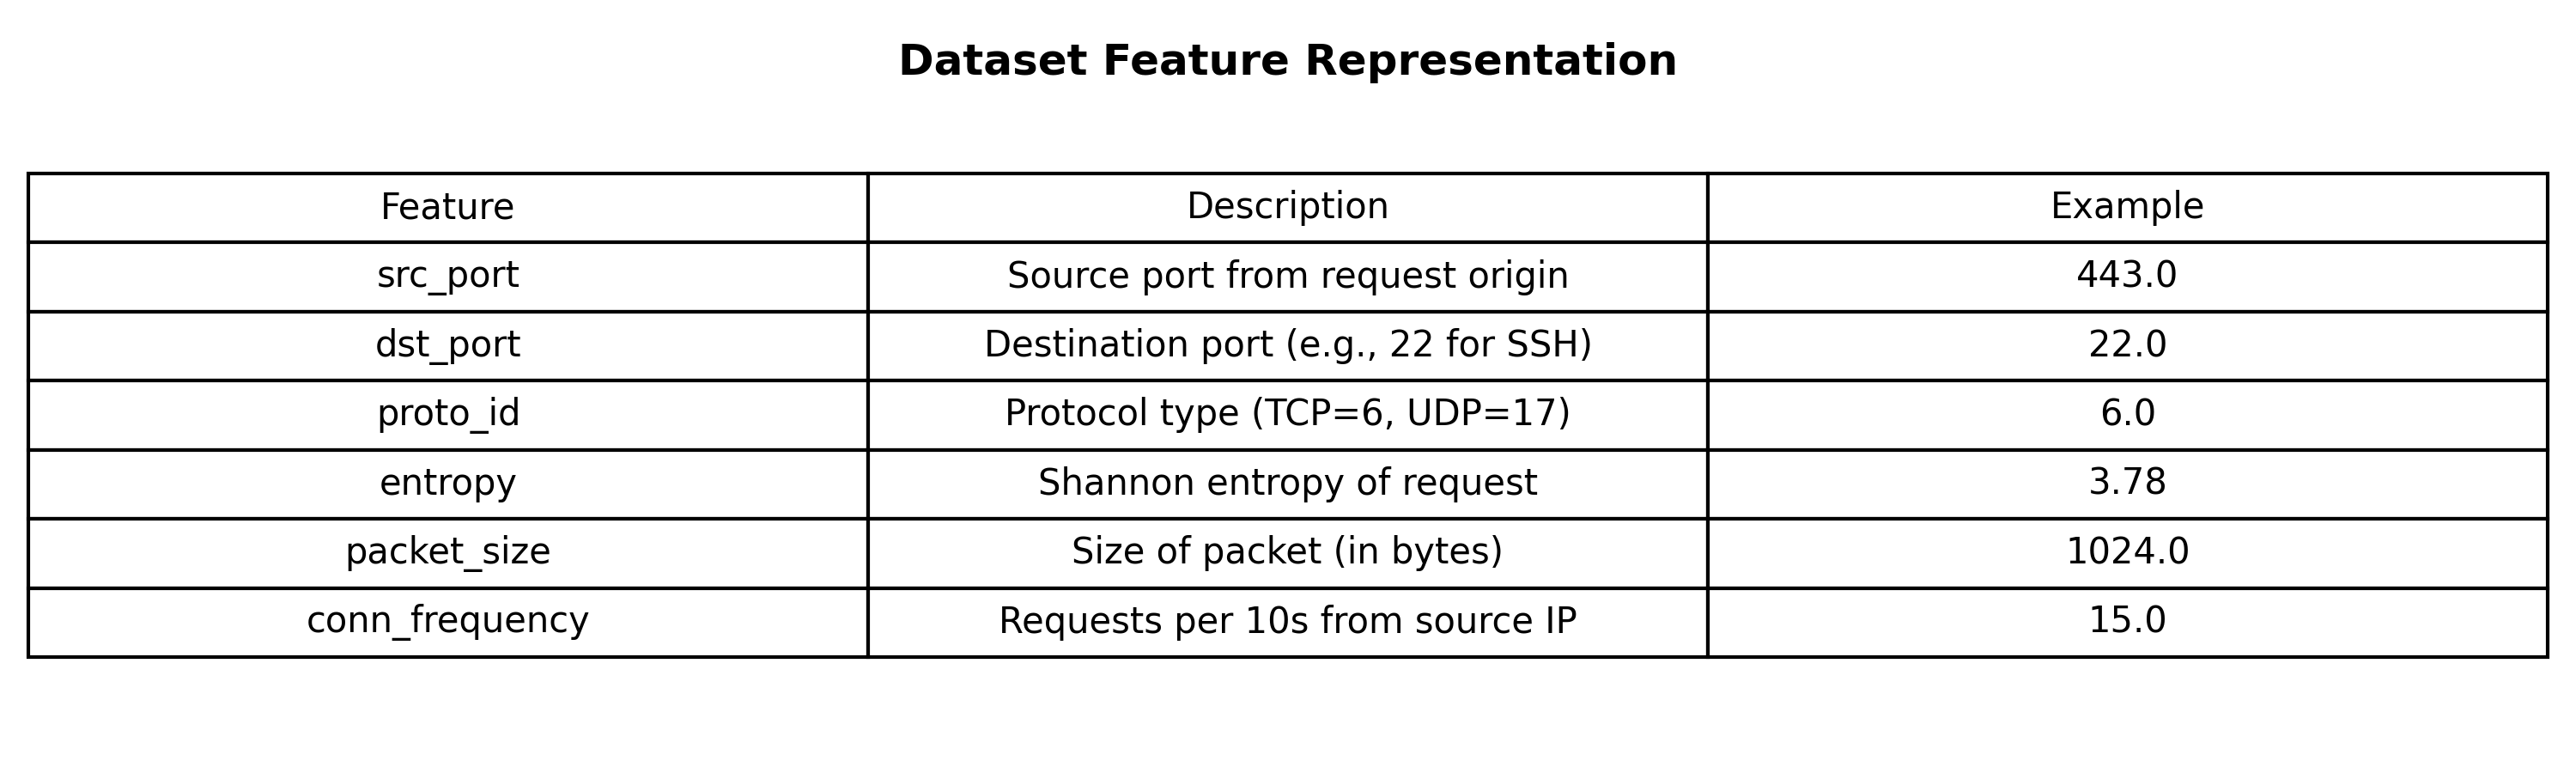 Dataset Feature Representation
Feature Description Example
src_port Source port from request origin 443.0
dst_port Destination port (e.g., 22 for SSH) 22.0
proto_id Protocol type (TCP=6, UDP=17) 6.0
entropy Shannon entropy of request 3.78
packet_size Size of packet (in bytes) 1024.0
conn_frequency Requests per 10s from source IP 15.0